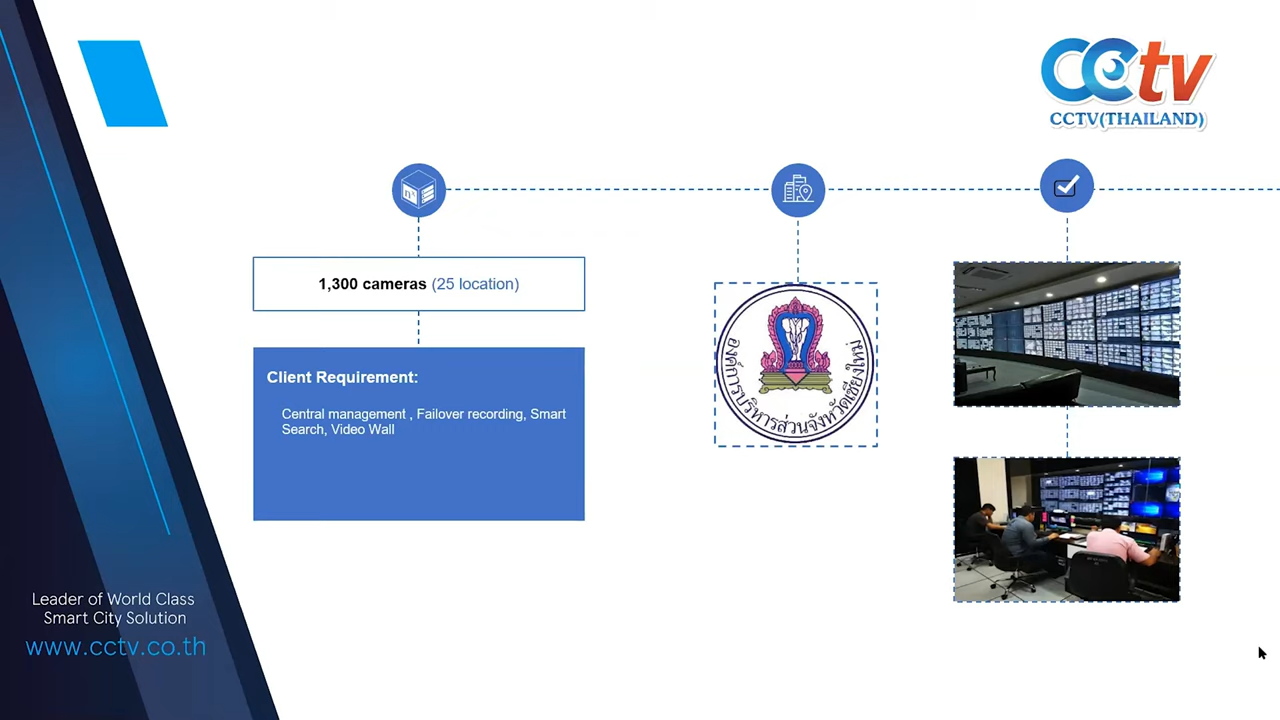 CCtv
CCTV(THAILAND)
n³
1,300 cameras (25 location)
Client Requirement:
Central management , Failover recording, Smart
Search, Video Wall
องค์การบริหารส่วนจังหวัดเชียงใหม่
Leader of World Class
Smart City Solution
www.cctv.co.th